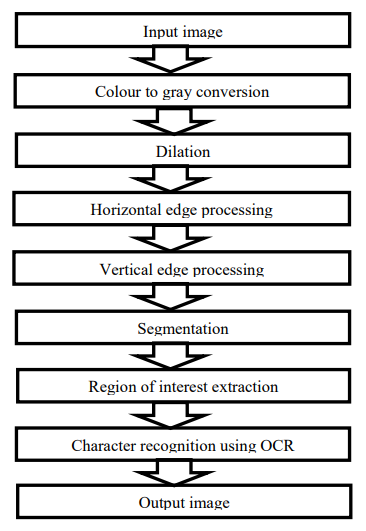 Input image
Colour to gray conversion
Dilation
Horizontal edge processing
Vertical edge processing
Segmentation
Region of interest extraction
Character recognition using OCR
Output image